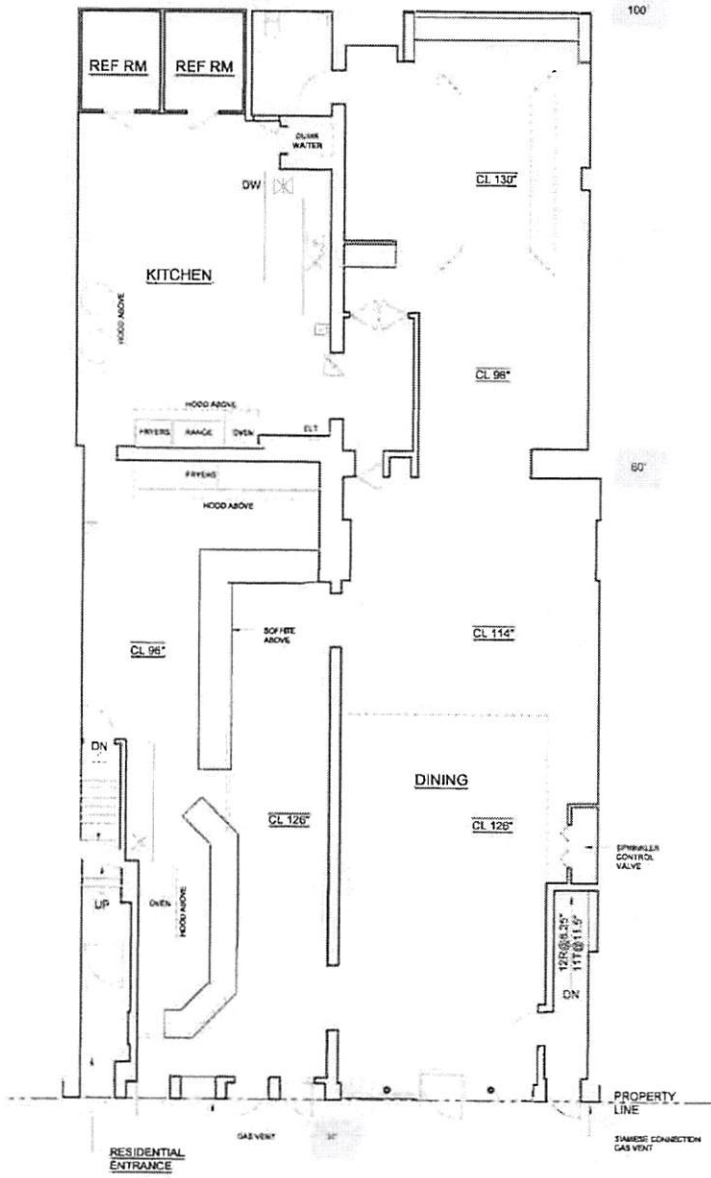 100'
REF RM
REF RM
DUMB
WAITER
DW
CL 130"
KITCHEN
HOOD ABOVE
CL 96"
HOOD ABOVE
FRYERS
RANGE
OVEN
60'
FRYERS
HOOD ABOVE
SOFFITE
ABOVE
CL 114"
CL 96"
DN
DINING
CL 126"
CL 126"
SPRINKLER
CONTROL
VALVE
UP
OVEN
HOOD ABOVE
12R@8.25"
11T@11.5"
DN
PROPERTY
LINE
GAS VENT
RESIDENTIAL
ENTRANCE
SIAMESE CONNECTION
GAS VENT